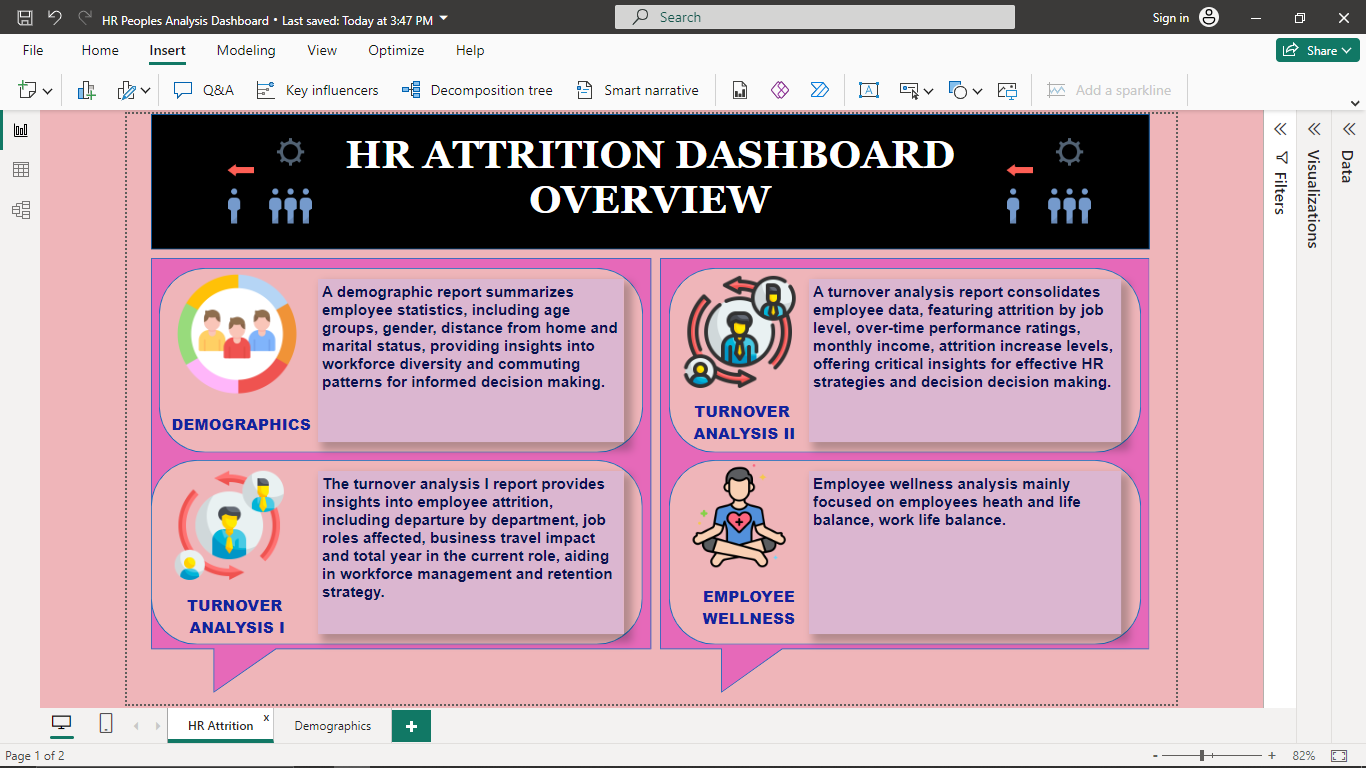 HR Peoples Analysis Dashboard • Last saved: Today at 3:47 PM
Search
Sign in
File Home Insert Modeling View Optimize Help
Share
Q&A Key influencers Decomposition tree Smart narrative A Add a sparkline
HR ATTRITION DASHBOARD
OVERVIEW
A demographic report summarizes
employee statistics, including age
groups, gender, distance from home and
marital status, providing insights into
workforce diversity and commuting
patterns for informed decision making.
DEMOGRAPHICS
A turnover analysis report consolidates
employee data, featuring attrition by job
level, over-time performance ratings,
monthly income, attrition increase levels,
offering critical insights for effective HR
strategies and decision decision making.
TURNOVER
ANALYSIS II
The turnover analysis I report provides
insights into employee attrition,
including departure by department, job
roles affected, business travel impact
and total year in the current role, aiding
in workforce management and retention
strategy.
TURNOVER
ANALYSIS I
Employee wellness analysis mainly
focused on employees heath and life
balance, work life balance.
EMPLOYEE
WELLNESS
Filters
Visualizations
Data
HR Attrition x Demographics +
Page 1 of 2
- + 82%